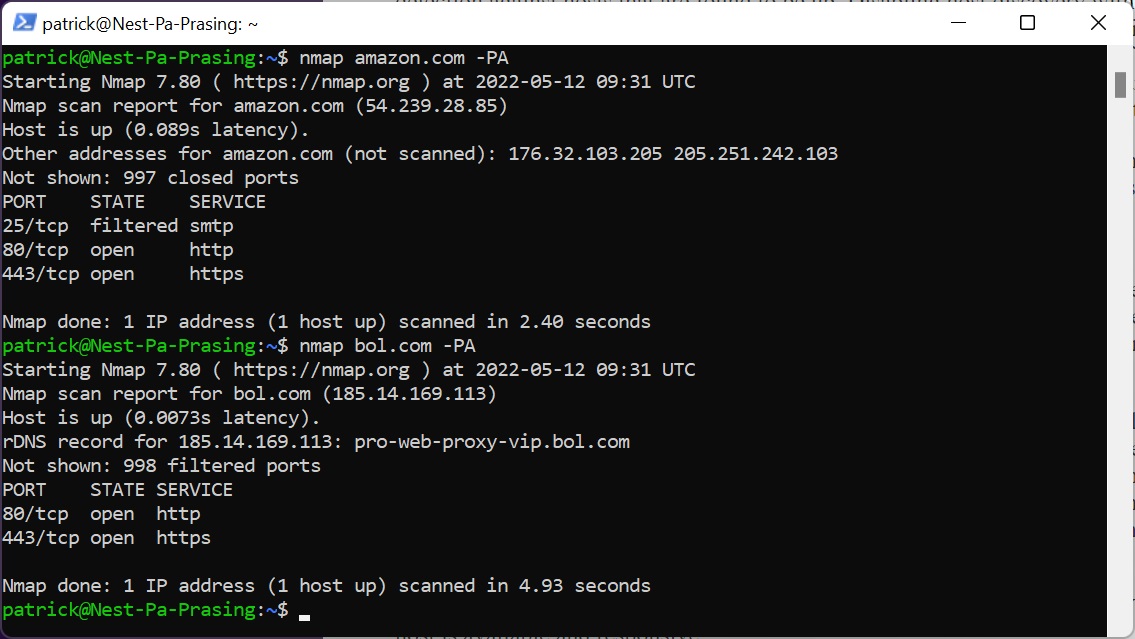 patrick@Nest-Pa-Prasing: ~
patrick@Nest-Pa-Prasing:~$ nmap amazon.com -PA
Starting Nmap 7.80 ( https://nmap.org ) at 2022-05-12 09:31 UTC
Nmap scan report for amazon.com (54.239.28.85)
Host is up (0.089s latency).
Other addresses for amazon.com (not scanned): 176.32.103.205 205.251.242.103
Not shown: 997 closed ports
PORT    STATE    SERVICE
25/tcp  filtered smtp
80/tcp  open     http
443/tcp open     https
Nmap done: 1 IP address (1 host up) scanned in 2.40 seconds
patrick@Nest-Pa-Prasing:~$ nmap bol.com -PA
Starting Nmap 7.80 ( https://nmap.org ) at 2022-05-12 09:31 UTC
Nmap scan report for bol.com (185.14.169.113)
Host is up (0.0073s latency).
rDNS record for 185.14.169.113: pro-web-proxy-vip.bol.com
Not shown: 998 filtered ports
PORT    STATE SERVICE
80/tcp  open  http
443/tcp open  https
Nmap done: 1 IP address (1 host up) scanned in 4.93 seconds
patrick@Nest-Pa-Prasing:~$